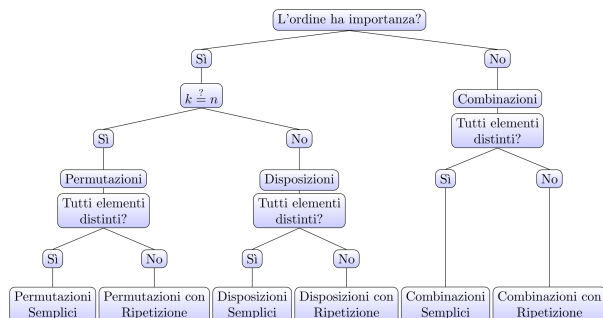 L'ordine ha importanza?
Sì
No
k ≟ n
Combinazioni
Tutti elementi
distinti?
Sì
No
Sì
No
Permutazioni
Disposizioni
Tutti elementi
distinti?
Tutti elementi
distinti?
Sì
No
Sì
No
Permutazioni
Semplici
Permutazioni con
Ripetizione
Disposizioni
Semplici
Disposizioni con
Ripetizione
Combinazioni
Semplici
Combinazioni con
Ripetizione